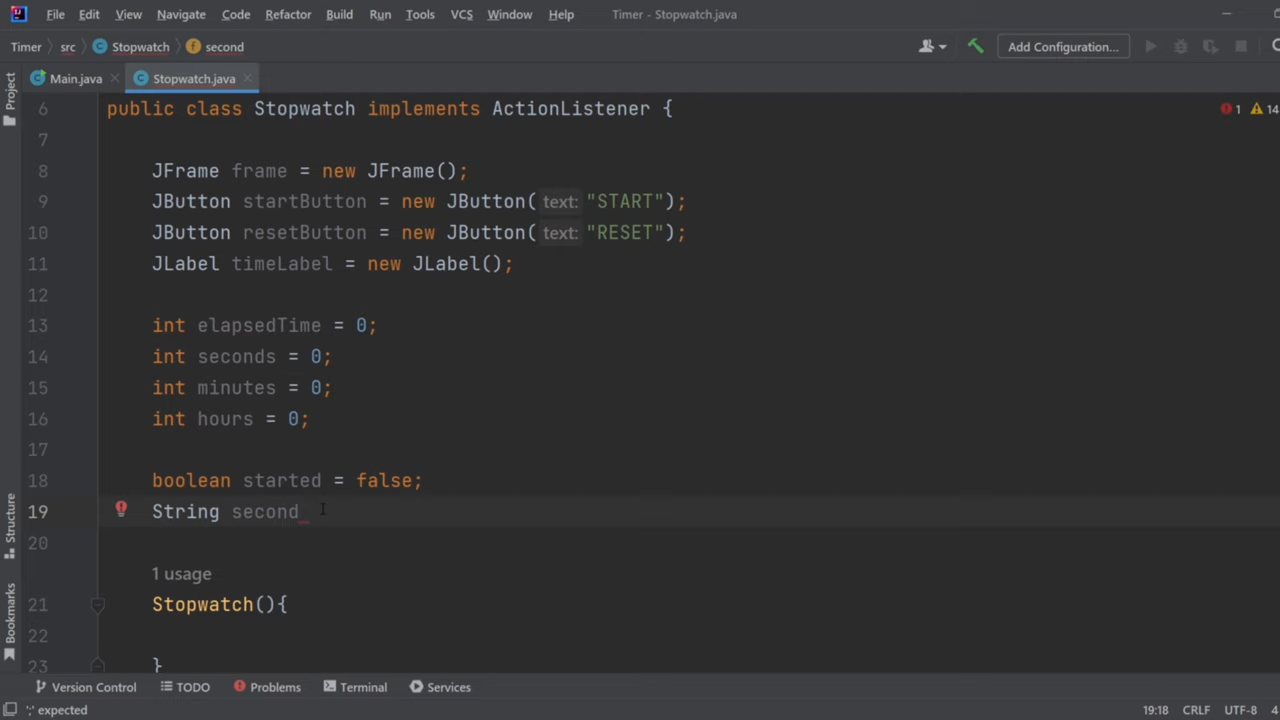 File Edit View Navigate Code Refactor Build Run Tools VCS Window Help Timer - Stopwatch.java
Timer src Stopwatch second Add Configuration...
Main.java Stopwatch.java
Project
Structure
Bookmarks
6 public class Stopwatch implements ActionListener { 1 14
7
8 JFrame frame = new JFrame();
9 JButton startButton = new JButton( text: "START");
10 JButton resetButton = new JButton( text: "RESET");
11 JLabel timeLabel = new JLabel();
12
13 int elapsedTime = 0;
14 int seconds = 0;
15 int minutes = 0;
16 int hours = 0;
17
18 boolean started = false;
19 String second
20
1 usage
21 Stopwatch(){
22
23 }
Version Control TODO Problems Terminal Services
';' expected 19:18 CRLF UTF-8 4